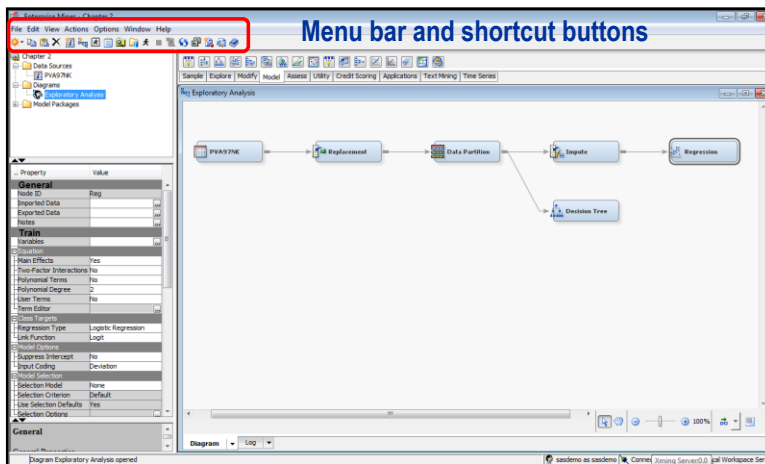 Enterprise Miner - Chapter 2
Menu bar and shortcut buttons
File Edit View Actions Options Window Help
Chapter 2
Data Sources
PVA97NK
Diagrams
Exploratory Analysis
Model Packages
Sample Explore Modify Model Assess Utility Credit Scoring Applications Text Mining Time Series
Exploratory Analysis
PVA97NK
Replacement
Data Partition
Impute
Regression
Decision Tree
.. Property Value
General
Node ID Reg
Imported Data
Exported Data
Notes
Train
Variables
Equation
Main Effects Yes
Two-Factor Interactions No
Polynomial Terms No
Polynomial Degree 2
User Terms No
Term Editor
Class Targets
Regression Type Logistic Regression
Link Function Logit
Model Options
Suppress Intercept No
Input Coding Deviation
Model Selection
Selection Model None
Selection Criterion Default
Use Selection Defaults Yes
Selection Options
General
General Properties
100%
Diagram Log
Diagram Exploratory Analysis opened
sasdemo as sasdemo Connec Xming Server:0.0 pal Workspace Ser